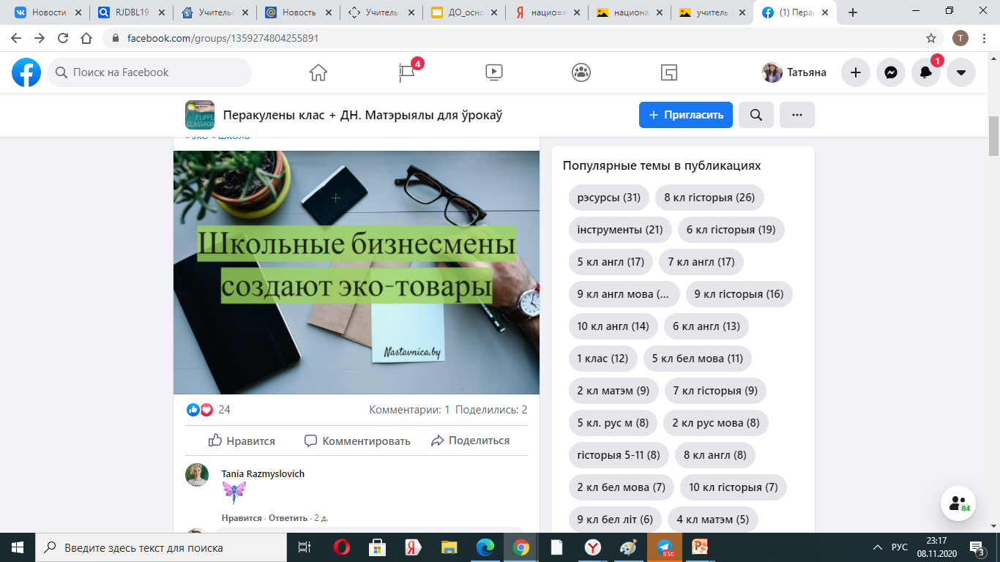 Новости
RJDBL19
Учительс
Новость
Учитель
ДО_осно
нацио=н
национа
учитель
(1) Перак
facebook.com/groups/1359274804255891
T
Поиск на Facebook
4
Татьяна
1
FLIPPE
CLASSROO
Перакулены клас + ДН. Матэрыялы для ўрокаў
Пригласить
#эко #школа
Школьные бизнесмены
создают эко-товары
Nastavnica.by
24
Комментарии: 1 Поделились: 2
Нравится
Комментировать
Поделиться
Tania Razmyslovich
Нравится · Ответить · 2 д.
Популярные темы в публикациях
рэсурсы (31) 8 кл гісторыя (26)
інструменты (21) 6 кл гісторыя (19)
5 кл англ (17) 7 кл англ (17)
9 кл англ мова (... 9 кл гісторыя (16)
10 кл англ (14) 6 кл англ (13)
1 клас (12) 5 кл бел мова (11)
2 кл матэм (9) 7 кл гісторыя (9)
5 кл. рус м (8) 2 кл рус мова (8)
гісторыя 5-11 (8) 8 кл англ (8)
2 кл бел мова (7) 10 кл гісторыя (7)
9 кл бел літ (6) 4 кл матэм (5)
84
Введите здесь текст для поиска
950
РУС
23:17
08.11.2020
3